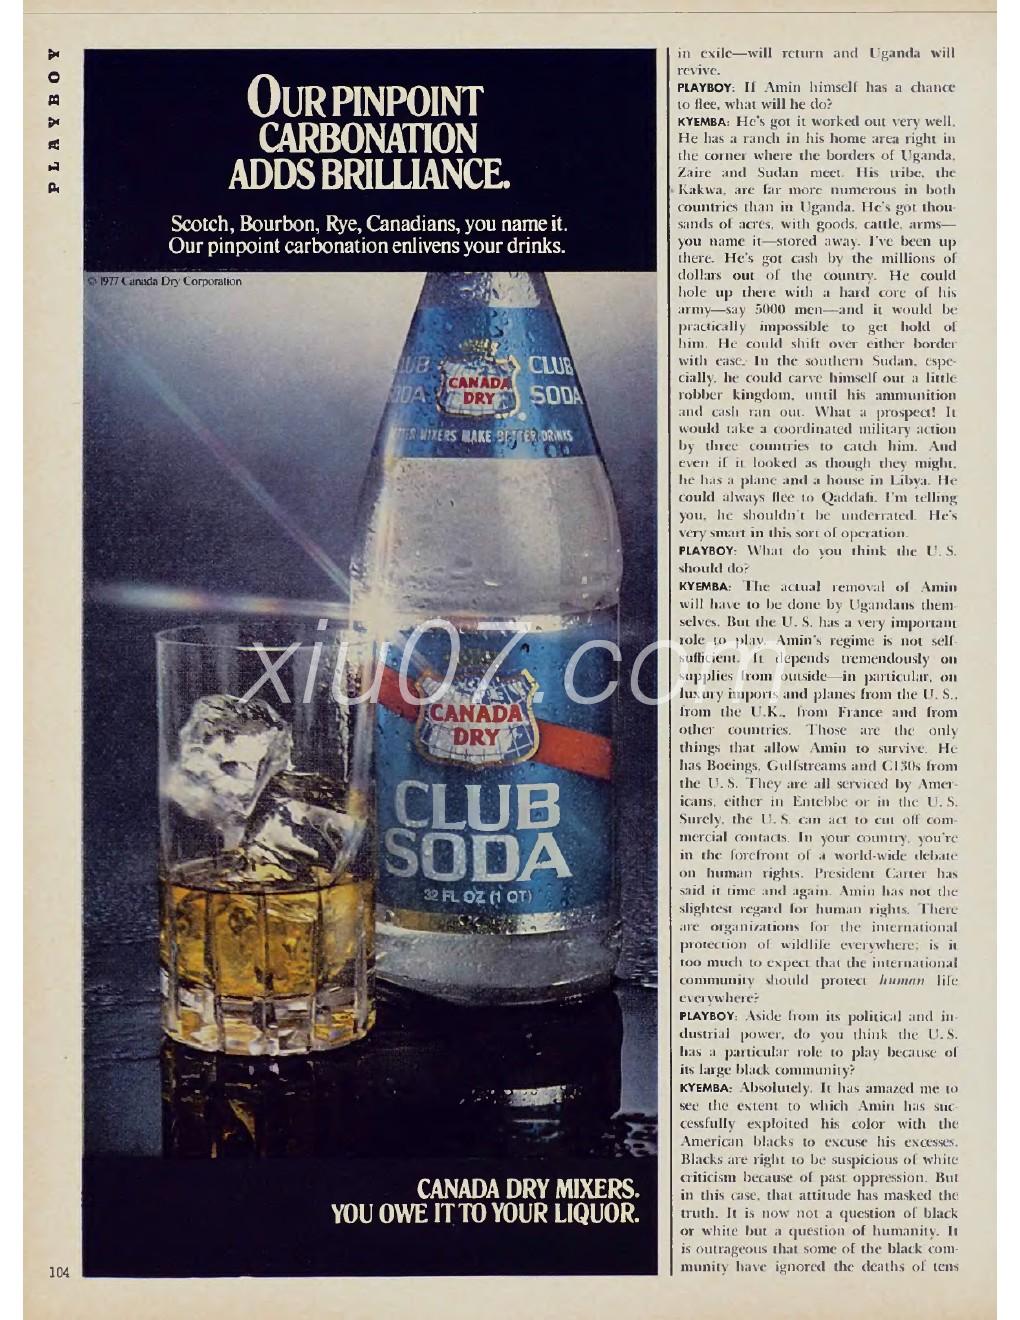 PLAYBOY
OUR PINPOINT
CARBONATION
ADDS BRILLIANCE.
Scotch, Bourbon, Rye, Canadians, you name it.
Our pinpoint carbonation enlivens your drinks.
© 1977 Canada Dry Corporation
CLUB
SODA
CANADA
DRY
CLUB
SODA
MIXERS MAKE BETTER DRINKS
CANADA
DRY
CLUB
SODA
32 FL OZ (1 QT)
CANADA DRY MIXERS.
YOU OWE IT TO YOUR LIQUOR.
104
in exile—will return and Uganda will
revive.
PLAYBOY: If Amin himself has a chance
to flee, what will he do?
KYEMBA: He's got it worked out very well.
He has a ranch in his home area right in
the corner where the borders of Uganda,
Zaire and Sudan meet. His tribe, the
Kakwa, are far more numerous in both
countries than in Uganda. He's got thou-
sands of acres, with goods, cattle, arms—
you name it—stored away. I've been up
there. He's got cash by the millions of
dollars out of the country. He could
hole up there with a hard core of his
army—say 5000 men—and it would be
practically impossible to get hold of
him. He could shift over either border
with ease. In the southern Sudan, espe-
cially, he could carve himself out a little
robber kingdom, until his ammunition
and cash ran out. What a prospect! It
would take a coordinated military action
by three countries to catch him. And
even if it looked as though they might,
he has a plane and a house in Libya. He
could always flee to Qaddafi. I'm telling
you, he shouldn't be underrated. He's
very smart in this sort of operation.
PLAYBOY: What do you think the U. S.
should do?
KYEMBA: The actual removal of Amin
will have to be done by Ugandans them-
selves. But the U. S. has a very important
role to play. Amin's regime is not self-
sufficient. It depends tremendously on
supplies from outside—in particular, on
luxury imports and planes from the U. S.,
from the U.K., from France and from
other countries. Those are the only
things that allow Amin to survive. He
has Boeings, Gulfstreams and C130s from
the U. S. They are all serviced by Amer-
icans, either in Entebbe or in the U. S.
Surely, the U. S. can act to cut off com-
mercial contacts. In your country, you're
in the forefront of a world-wide debate
on human rights. President Carter has
said it time and again. Amin has not the
slightest regard for human rights. There
are organizations for the international
protection of wildlife everywhere; is it
too much to expect that the international
community should protect human life
everywhere?
PLAYBOY: Aside from its political and in-
dustrial power, do you think the U. S.
has a particular role to play because of
its large black community?
KYEMBA: Absolutely. It has amazed me to
see the extent to which Amin has suc-
cessfully exploited his color with the
American blacks to excuse his excesses.
Blacks are right to be suspicious of white
criticism because of past oppression. But
in this case, that attitude has masked the
truth. It is now not a question of black
or white but a question of humanity. It
is outrageous that some of the black com-
munity have ignored the deaths of tens
xiu07.com